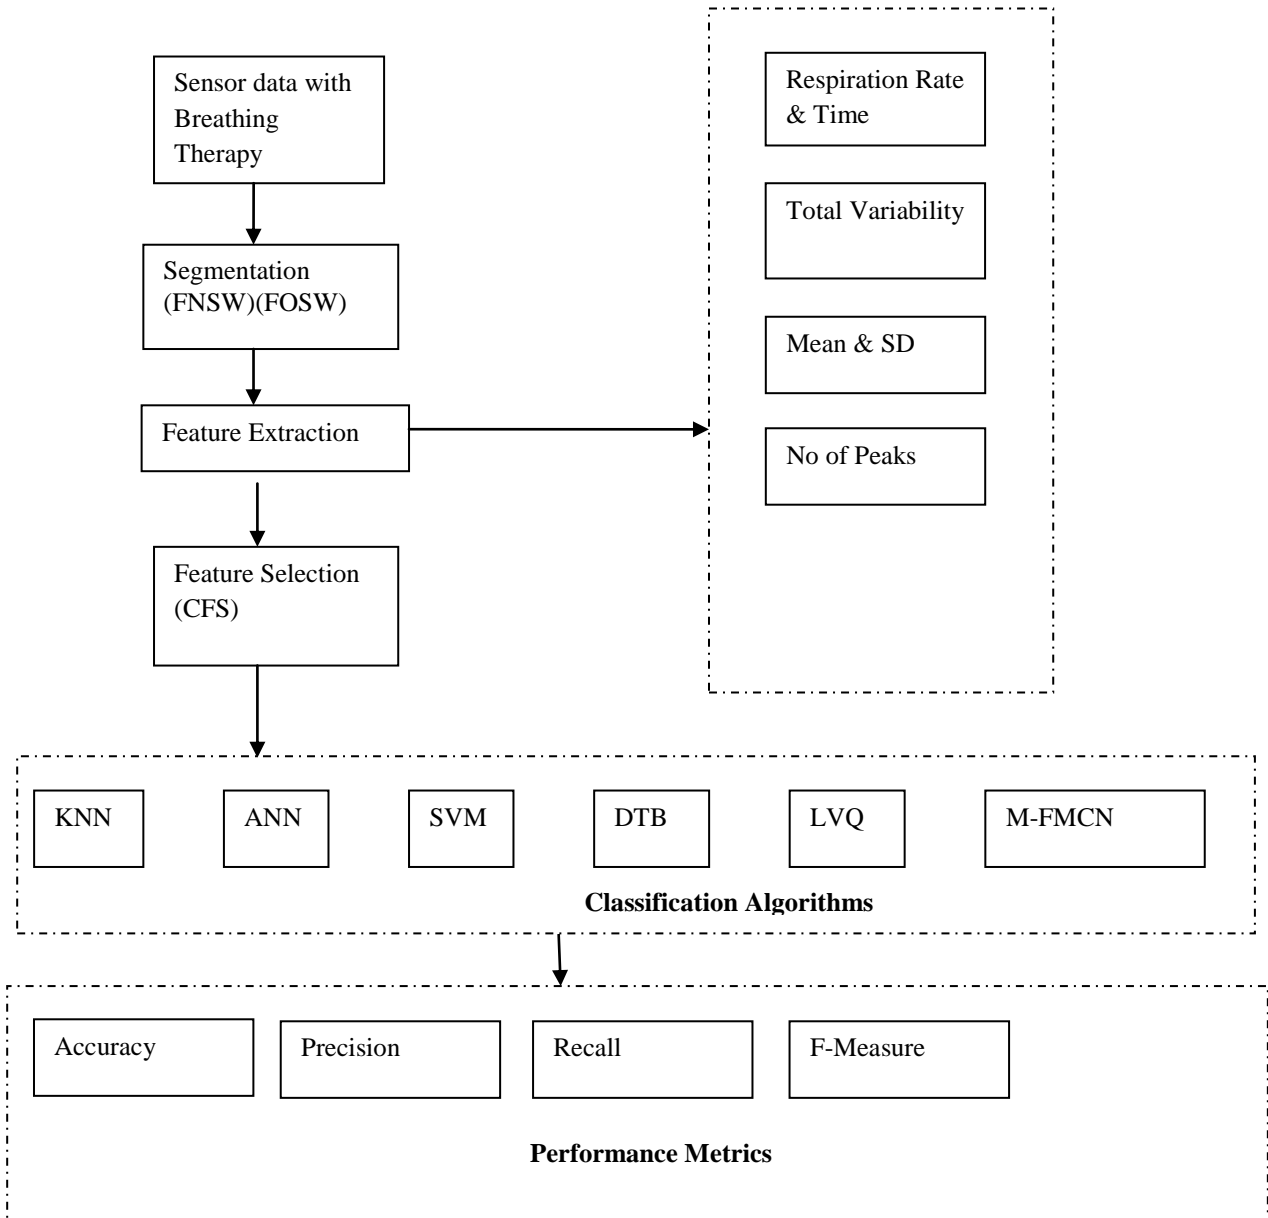 Sensor data with
Breathing
Therapy
Segmentation
(FNSW)(FOSW)
Feature Extraction
Feature Selection
(CFS)
Respiration Rate
& Time
Total Variability
Mean & SD
No of Peaks
KNN
ANN
SVM
DTB
LVQ
M-FMCN
Classification Algorithms
Accuracy
Precision
Recall
F-Measure
Performance Metrics